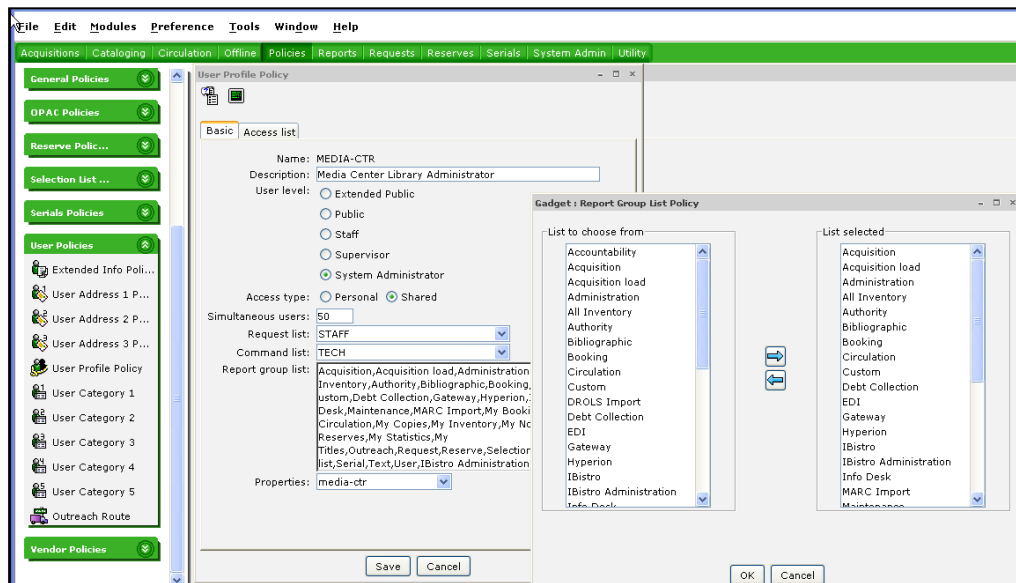 File Edit Modules Preference Tools Window Help
Acquisitions Cataloging Circulation Offline Policies Reports Requests Reserves Serials System Admin Utility
General Policies
OPAC Policies
Reserve Polic...
Selection List ...
Serials Policies
User Policies
Extended Info Poli...
User Address 1 P...
User Address 2 P...
User Address 3 P...
User Profile Policy
User Category 1
User Category 2
User Category 3
User Category 4
User Category 5
Outreach Route
Vendor Policies
User Profile Policy
Basic Access list
Name: MEDIA-CTR
Description: Media Center Library Administrator
User level: Extended Public
Public
Staff
Supervisor
System Administrator
Access type: Personal Shared
Simultaneous users: 50
Request list: STAFF
Command list: TECH
Report group list: Acquisition,Acquisition load,Administration
Inventory,Authority,Bibliographic,Booking,
ustom,Debt Collection,Gateway,Hyperion,
Desk,Maintenance,MARC Import,My Booki
Circulation,My Copies,My Inventory,My No
Reserves,My Statistics,My
Titles,Outreach,Request,Reserve,Selection
list,Serial,Text,User,IBistro Administration
Properties: media-ctr
Save Cancel
Gadget : Report Group List Policy
List to choose from
Accountability
Acquisition
Acquisition load
Administration
All Inventory
Authority
Bibliographic
Booking
Circulation
Custom
DROLS Import
Debt Collection
EDI
Gateway
Hyperion
IBistro
IBistro Administration
Info Desk
List selected
Acquisition
Acquisition load
Administration
All Inventory
Authority
Bibliographic
Booking
Circulation
Custom
Debt Collection
EDI
Gateway
Hyperion
IBistro
IBistro Administration
Info Desk
MARC Import
Maintenance
OK Cancel